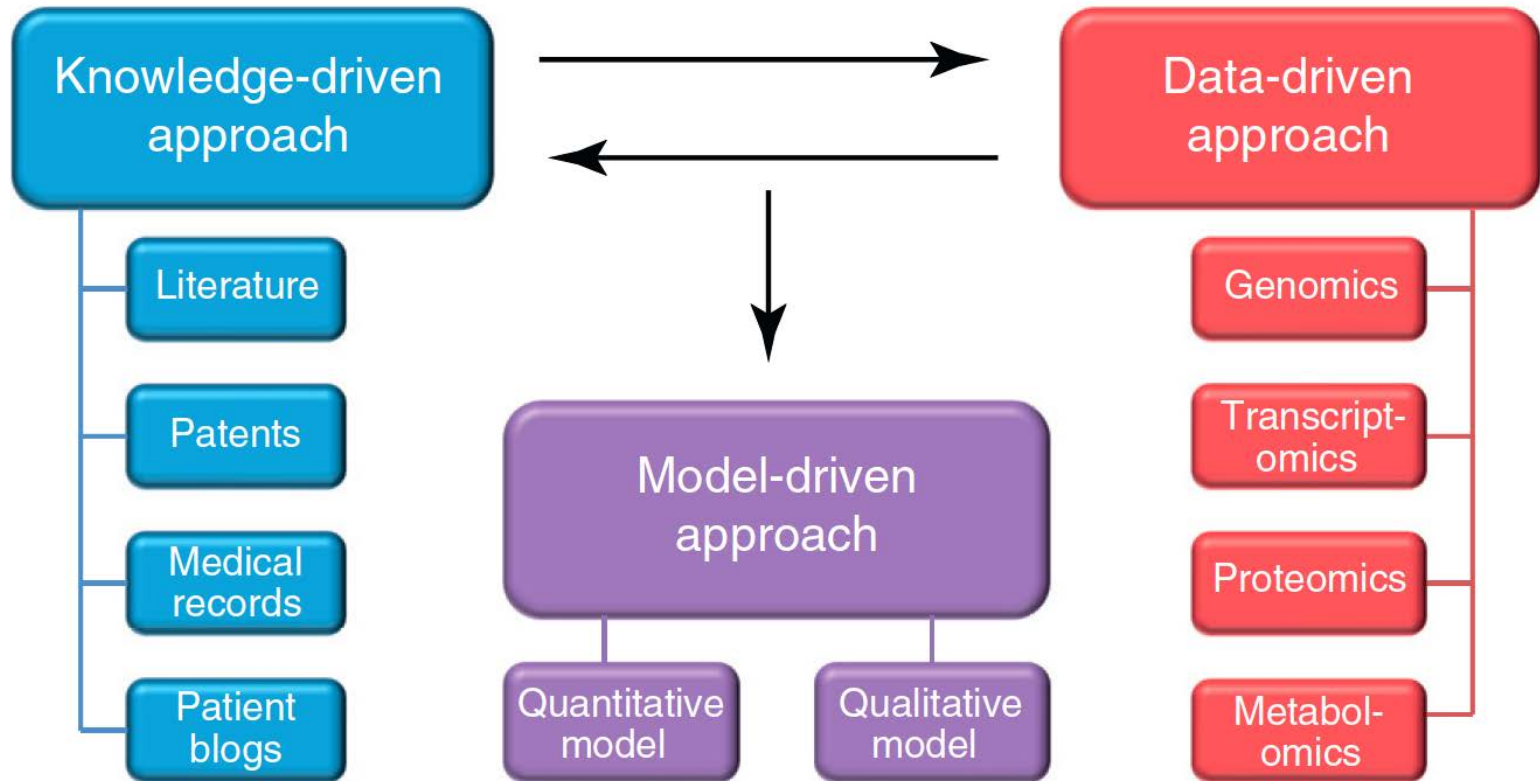 Knowledge-driven
approach
Literature
Patents
Medical
records
Patient
blogs
Model-driven
approach
Quantitative
model
Qualitative
model
Data-driven
approach
Genomics
Transcript-
omics
Proteomics
Metabol-
omics